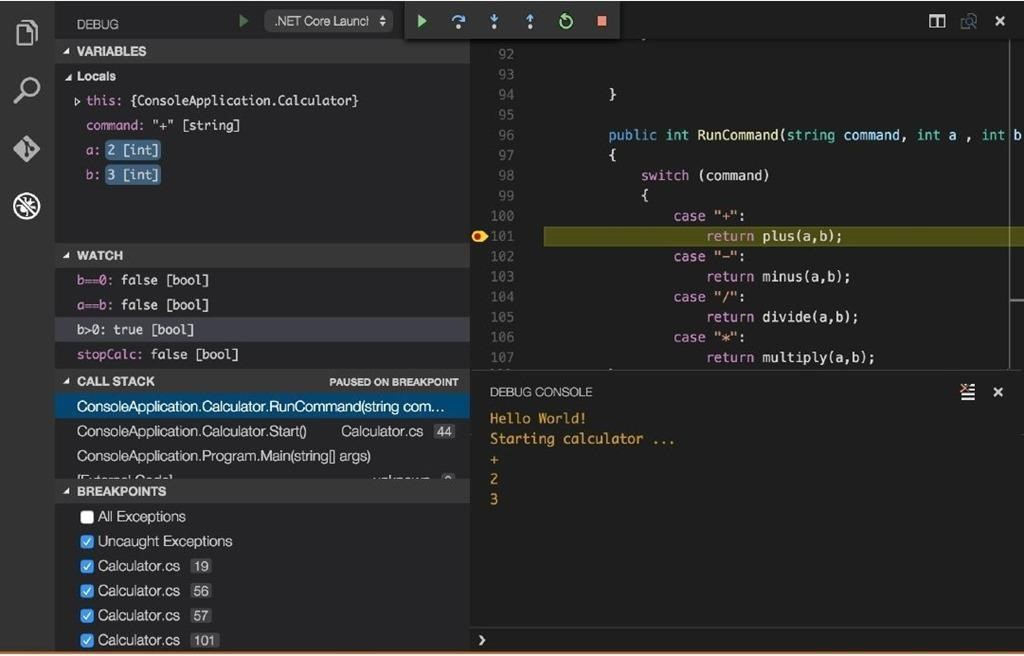 DEBUG
.NET Core Launch
VARIABLES
Locals
this: {ConsoleApplication.Calculator}
command: "+" [string]
a: 2 [int]
b: 3 [int]
WATCH
b==0: false [bool]
a==b: false [bool]
b>0: true [bool]
stopCalc: false [bool]
CALL STACK PAUSED ON BREAKPOINT
ConsoleApplication.Calculator.RunCommand(string com...
ConsoleApplication.Calculator.Start() Calculator.cs 44
ConsoleApplication.Program.Main(string[] args)
[External Code]
BREAKPOINTS
All Exceptions
Uncaught Exceptions
Calculator.cs 19
Calculator.cs 56
Calculator.cs 57
Calculator.cs 101
92
93
94 }
95
96 public int RunCommand(string command, int a , int b
97 {
98 switch (command)
99 {
100 case "+":
101 return plus(a,b);
102 case "-":
103 return minus(a,b);
104 case "/":
105 return divide(a,b);
106 case "*":
107 return multiply(a,b);
DEBUG CONSOLE
Hello World!
Starting calculator ...
+
2
3